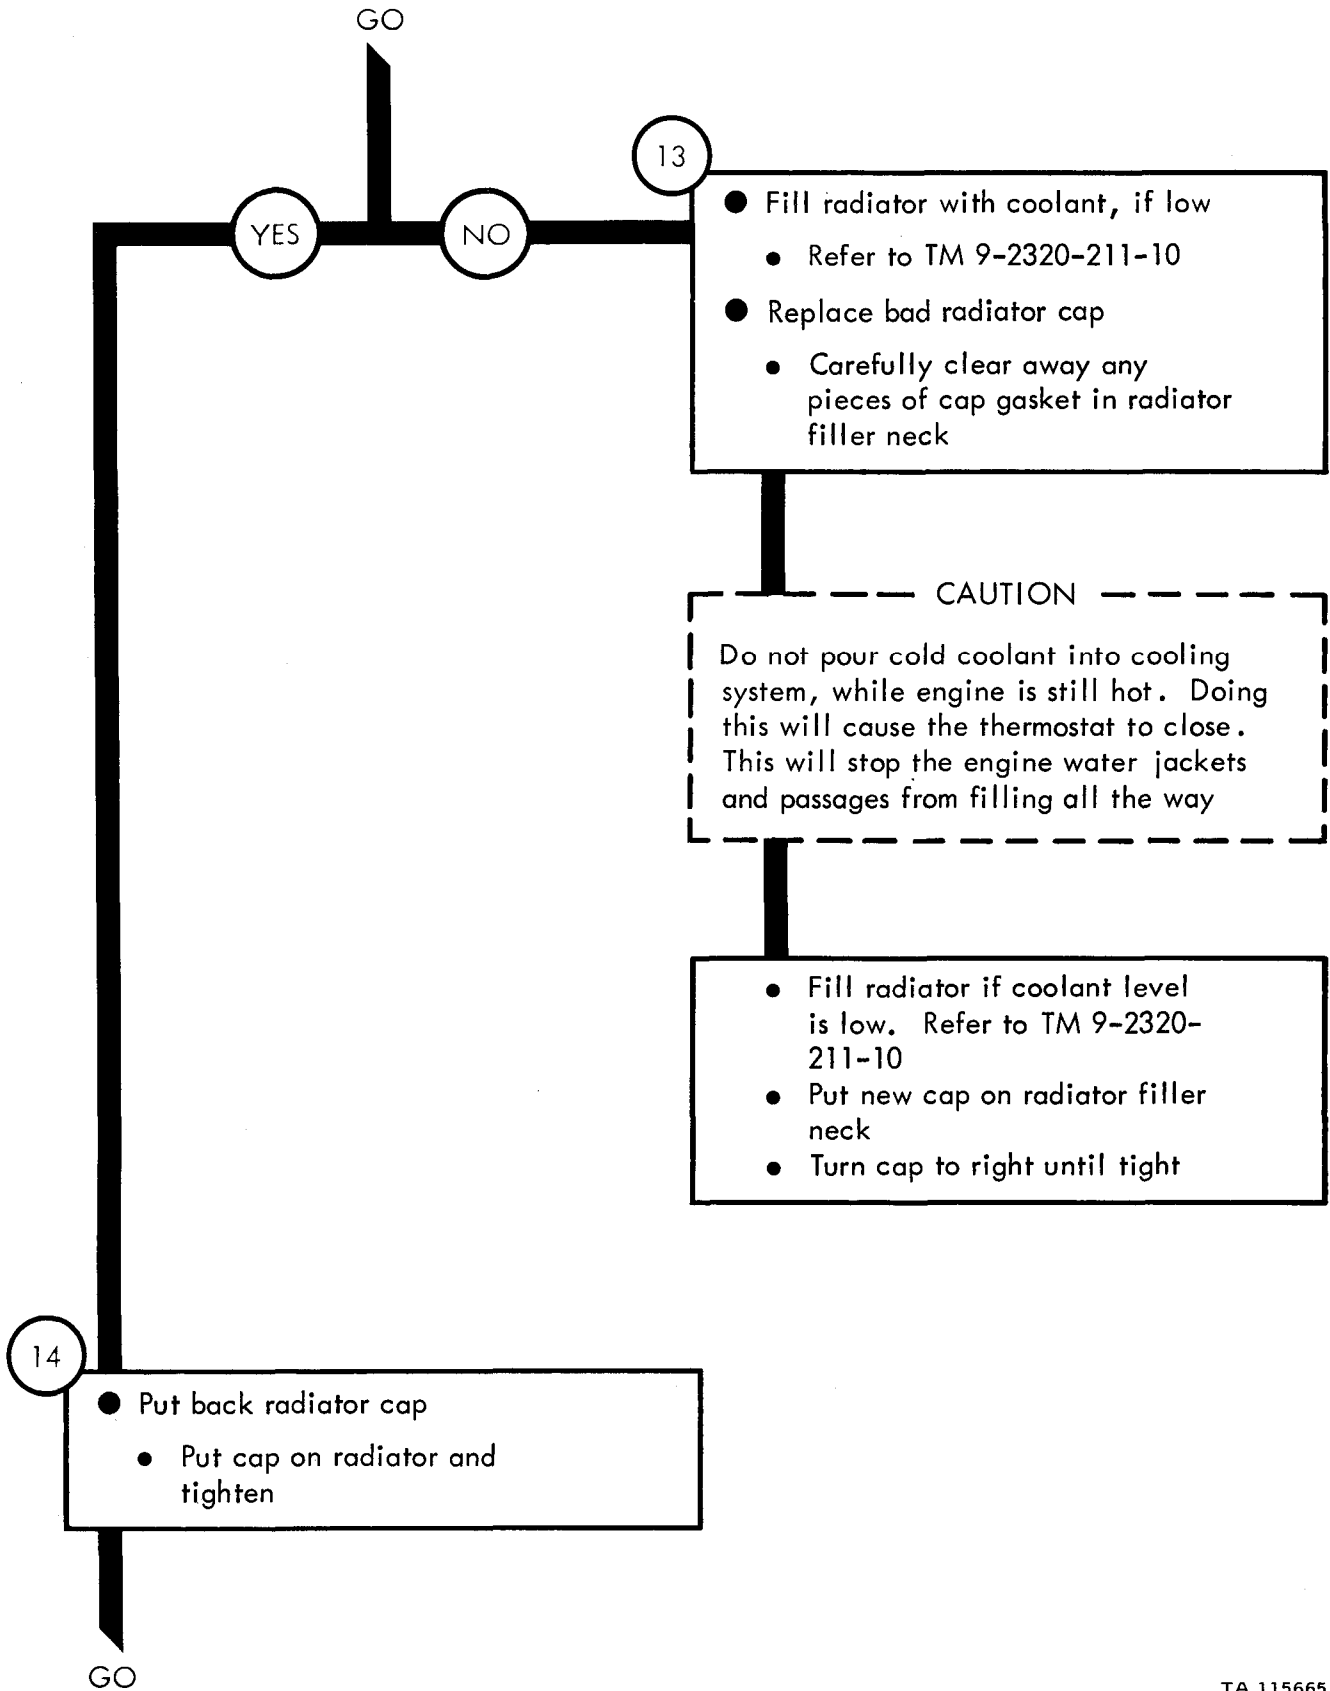 GO
YES
NO
13
● Fill radiator with coolant, if low
● Refer to TM 9-2320-211-10
● Replace bad radiator cap
● Carefully clear away any
pieces of cap gasket in radiator
filler neck
CAUTION
Do not pour cold coolant into cooling
system, while engine is still hot. Doing
this will cause the thermostat to close.
This will stop the engine water jackets
and passages from filling all the way
● Fill radiator if coolant level
is low. Refer to TM 9-2320-
211-10
● Put new cap on radiator filler
neck
● Turn cap to right until tight
14
● Put back radiator cap
● Put cap on radiator and
tighten
GO
TA 115665